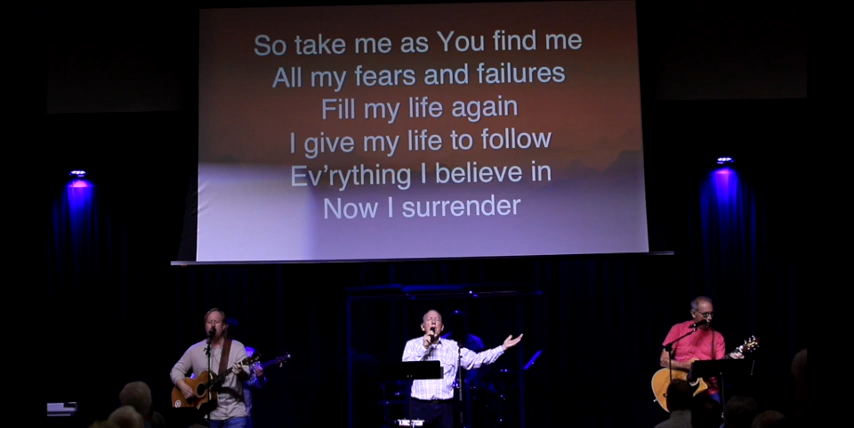 So take me as You find me
All my fears and failures
Fill my life again
I give my life to follow
Ev'rything I believe in
Now I surrender